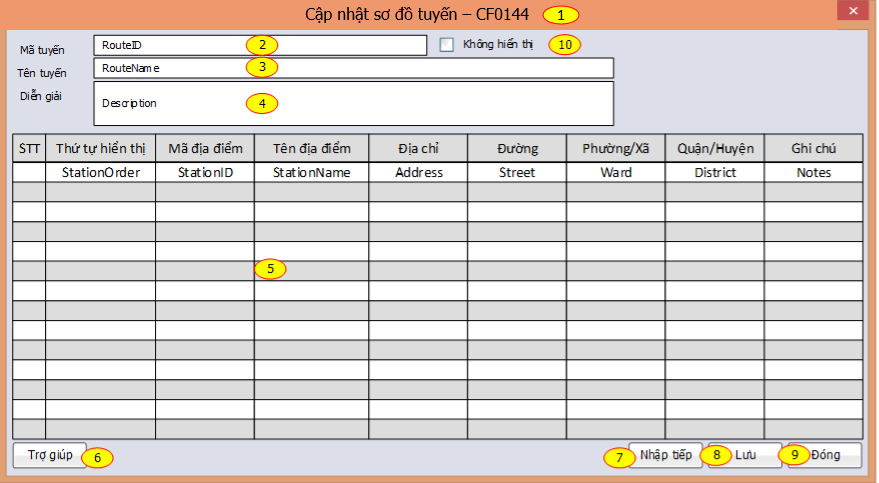 Cập nhật sơ đồ tuyến – CF0144 1 ×
Mã tuyến RouteID 2 Không hiển thị 10
Tên tuyến RouteName 3
Diễn giải Description 4
STT Thứ tự hiển thị Mã địa điểm Tên địa điểm Địa chỉ Đường Phường/Xã Quận/Huyện Ghi chú
StationOrder StationID StationName Address Street Ward District Notes
5
Trợ giúp 6 7 Nhập tiếp 8 Lưu 9 Đóng